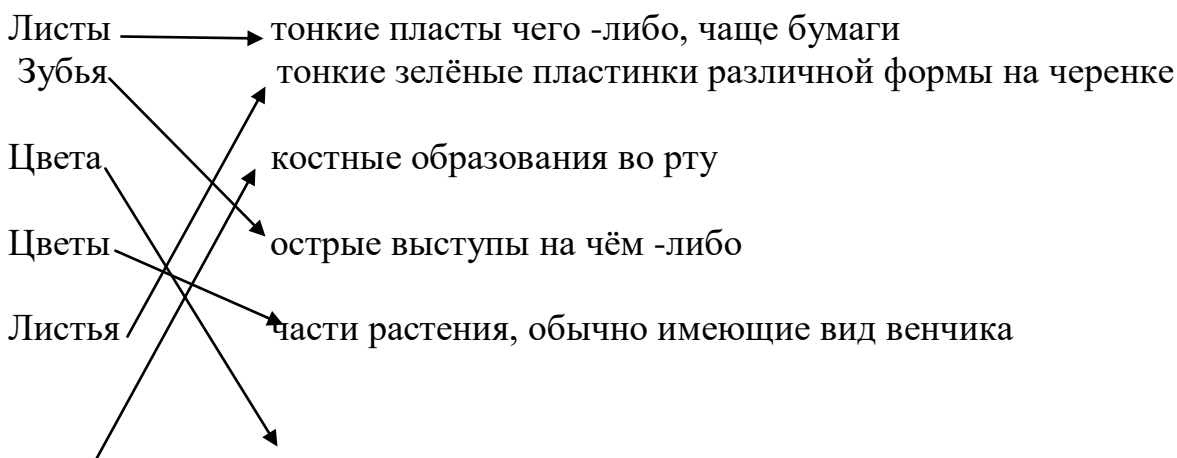 Листы тонкие пласты чего -либо, чаще бумаги
Зубья тонкие зелёные пластинки различной формы на черенке
Цвета костные образования во рту
Цветы острые выступы на чём -либо
Листья части растения, обычно имеющие вид венчика